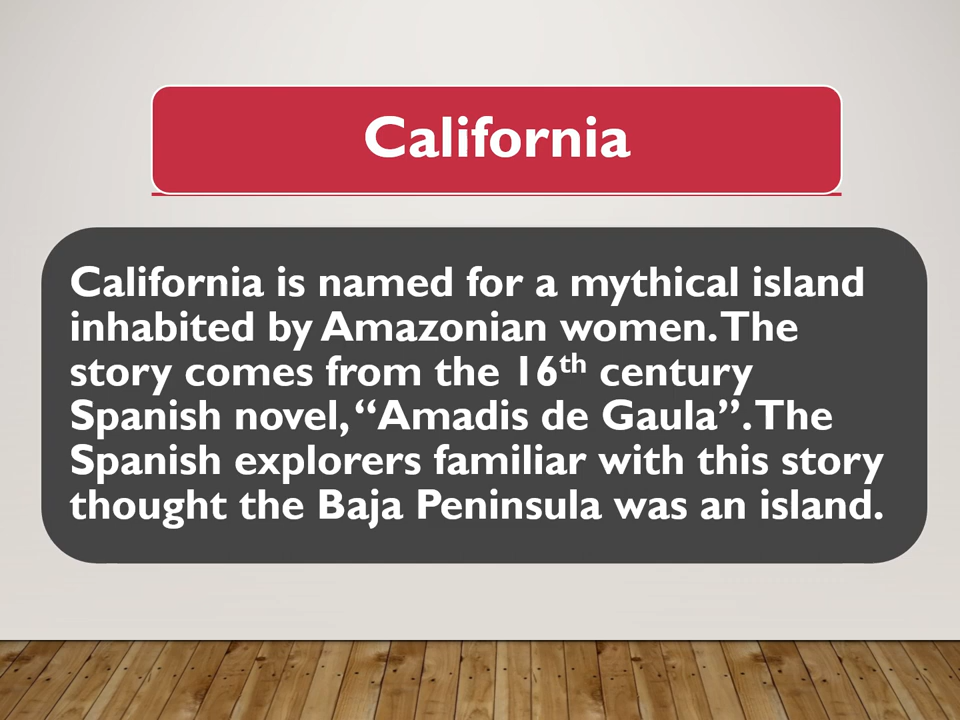 California
California is named for a mythical island
inhabited by Amazonian women. The
story comes from the 16th century
Spanish novel, “Amadis de Gaula”. The
Spanish explorers familiar with this story
thought the Baja Peninsula was an island.